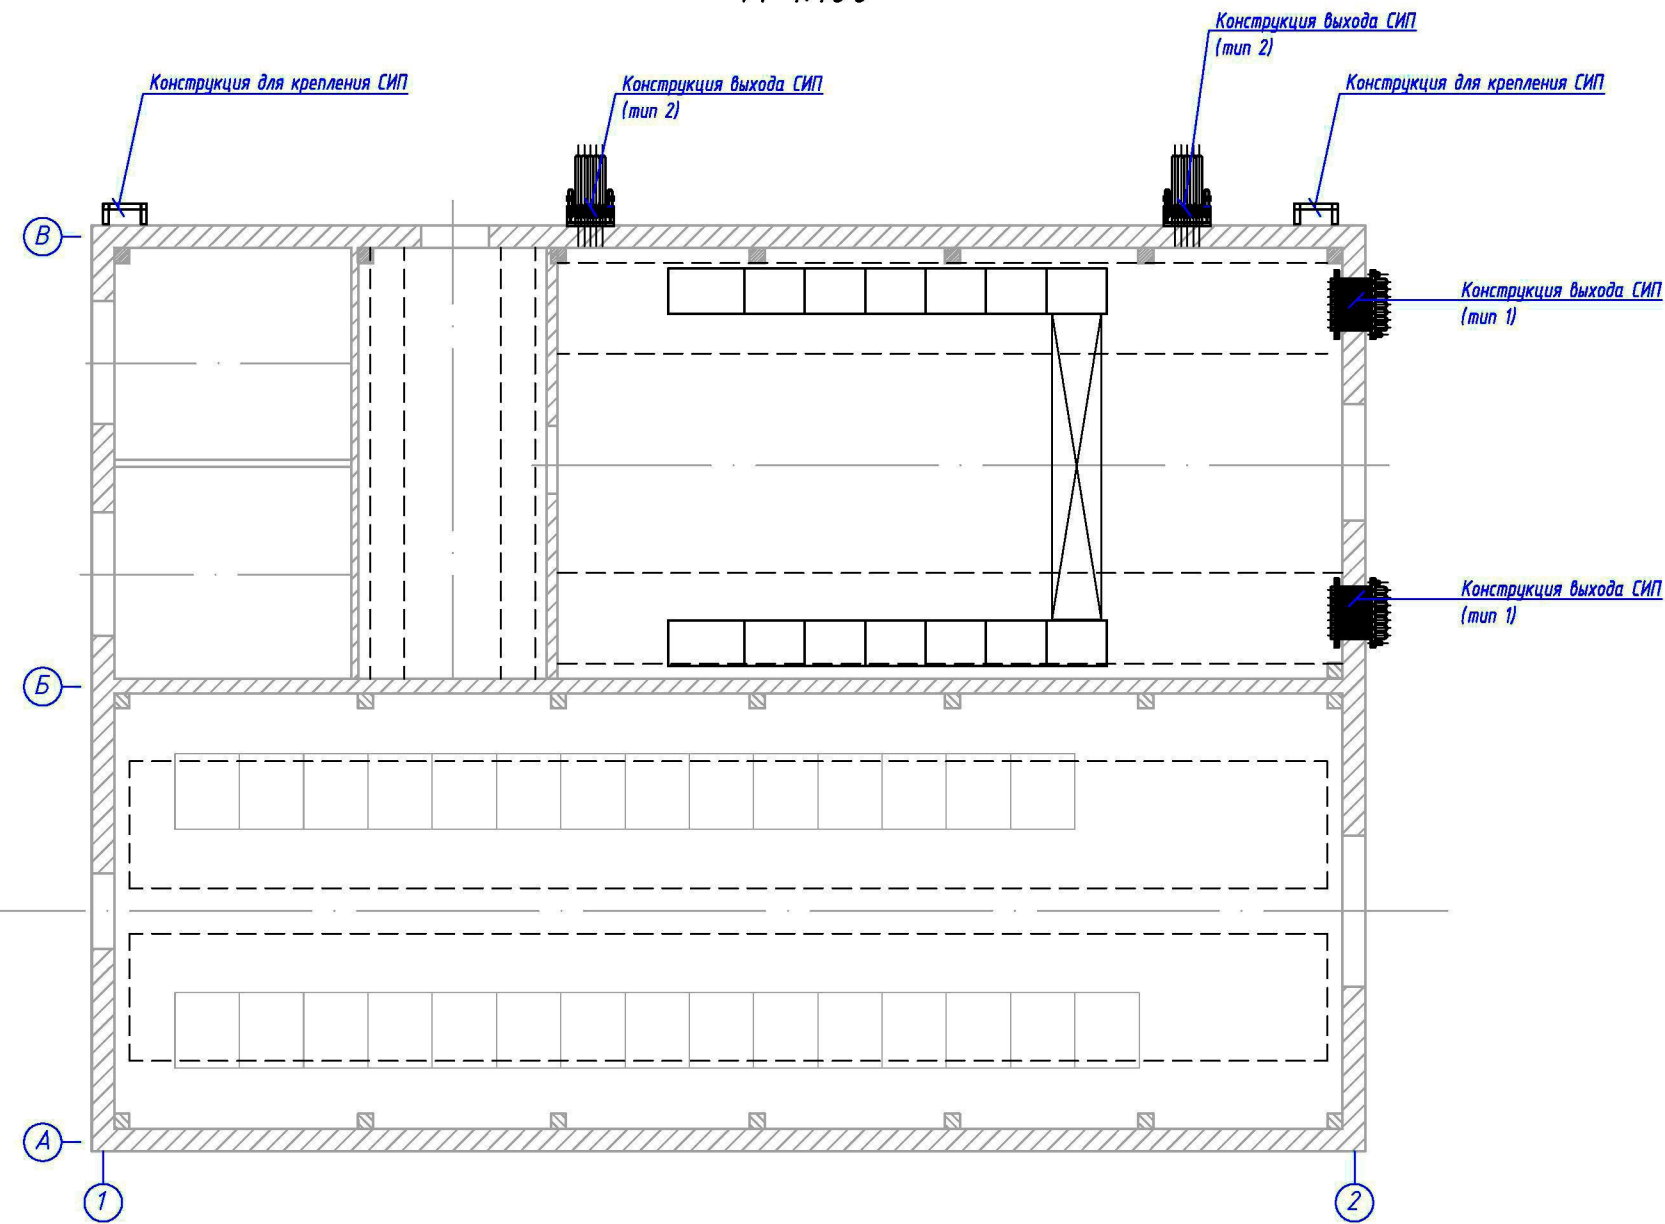 Конструкция выхода СИП
(тип 2)
Конструкция для крепления СИП
Конструкция выхода СИП
(тип 2)
Конструкция для крепления СИП
В
Конструкция выхода СИП
(тип 1)
Конструкция выхода СИП
(тип 1)
Б
А
1
2